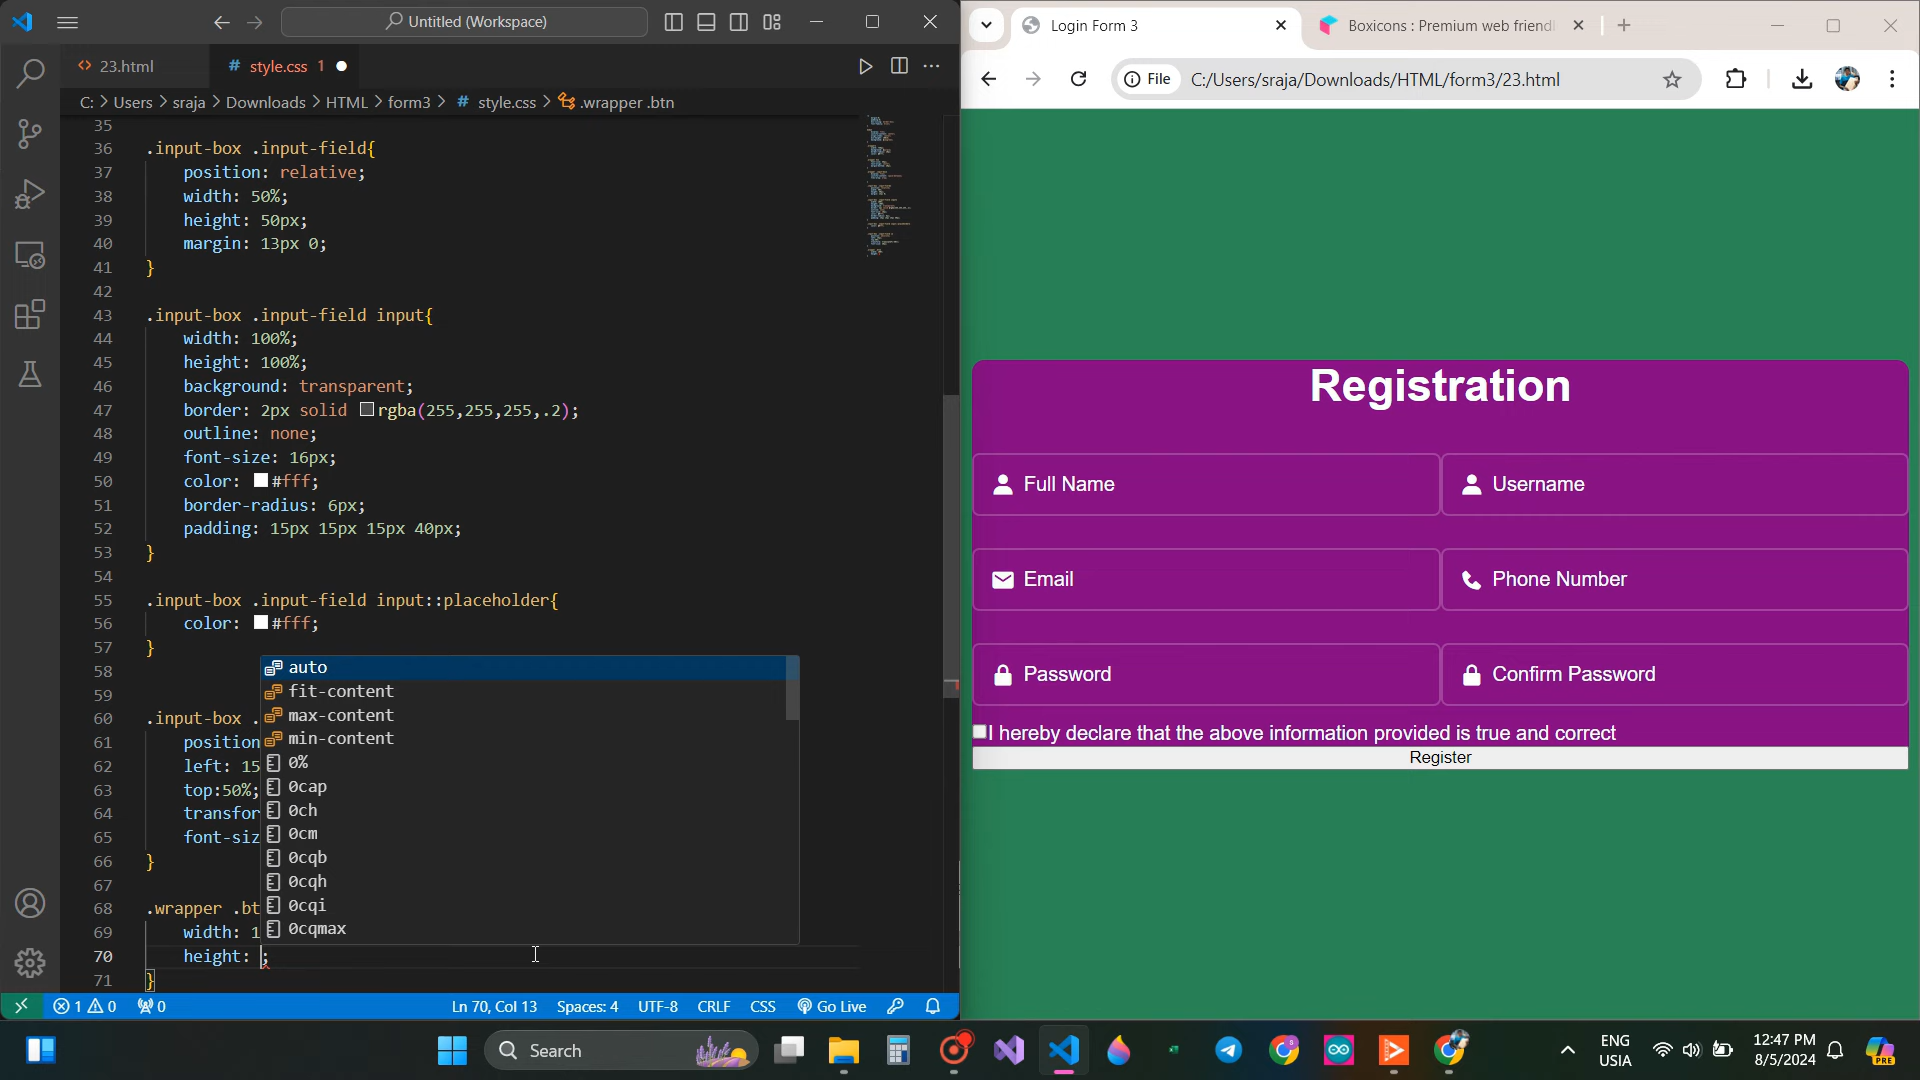 Untitled (Workspace)
23.html
style.css 1
C: > Users > sraja > Downloads > HTML > form3 > # style.css > .wrapper .btn
35
36 .input-box .input-field{
37 position: relative;
38 width: 50%;
39 height: 50px;
40 margin: 13px 0;
41 }
42
43 .input-box .input-field input{
44 width: 100%;
45 height: 100%;
46 background: transparent;
47 border: 2px solid rgba(255,255,255,.2);
48 outline: none;
49 font-size: 16px;
50 color: #fff;
51 border-radius: 6px;
52 padding: 15px 15px 15px 40px;
53 }
54
55 .input-box .input-field input::placeholder{
56 color: #fff;
57 }
58
59
60 .input-box .
61 position
62 left: 15
63 top:50%;
64 transfor
65 font-siz
66 }
67
68 .wrapper .bt
69 width: 1
70 height: ;
71 }
auto
fit-content
max-content
min-content
0%
0cap
0ch
0cm
0cqb
0cqh
0cqi
0cqmax
1 0 0 Ln 70, Col 13 Spaces: 4 UTF-8 CRLF CSS Go Live
Login Form 3
Boxicons : Premium web friendl
File C:/Users/sraja/Downloads/HTML/form3/23.html
Registration
Full Name Username
Email Phone Number
Password Confirm Password
I hereby declare that the above information provided is true and correct
Register
Search
ENG
USIA
12:47 PM
8/5/2024
PRE